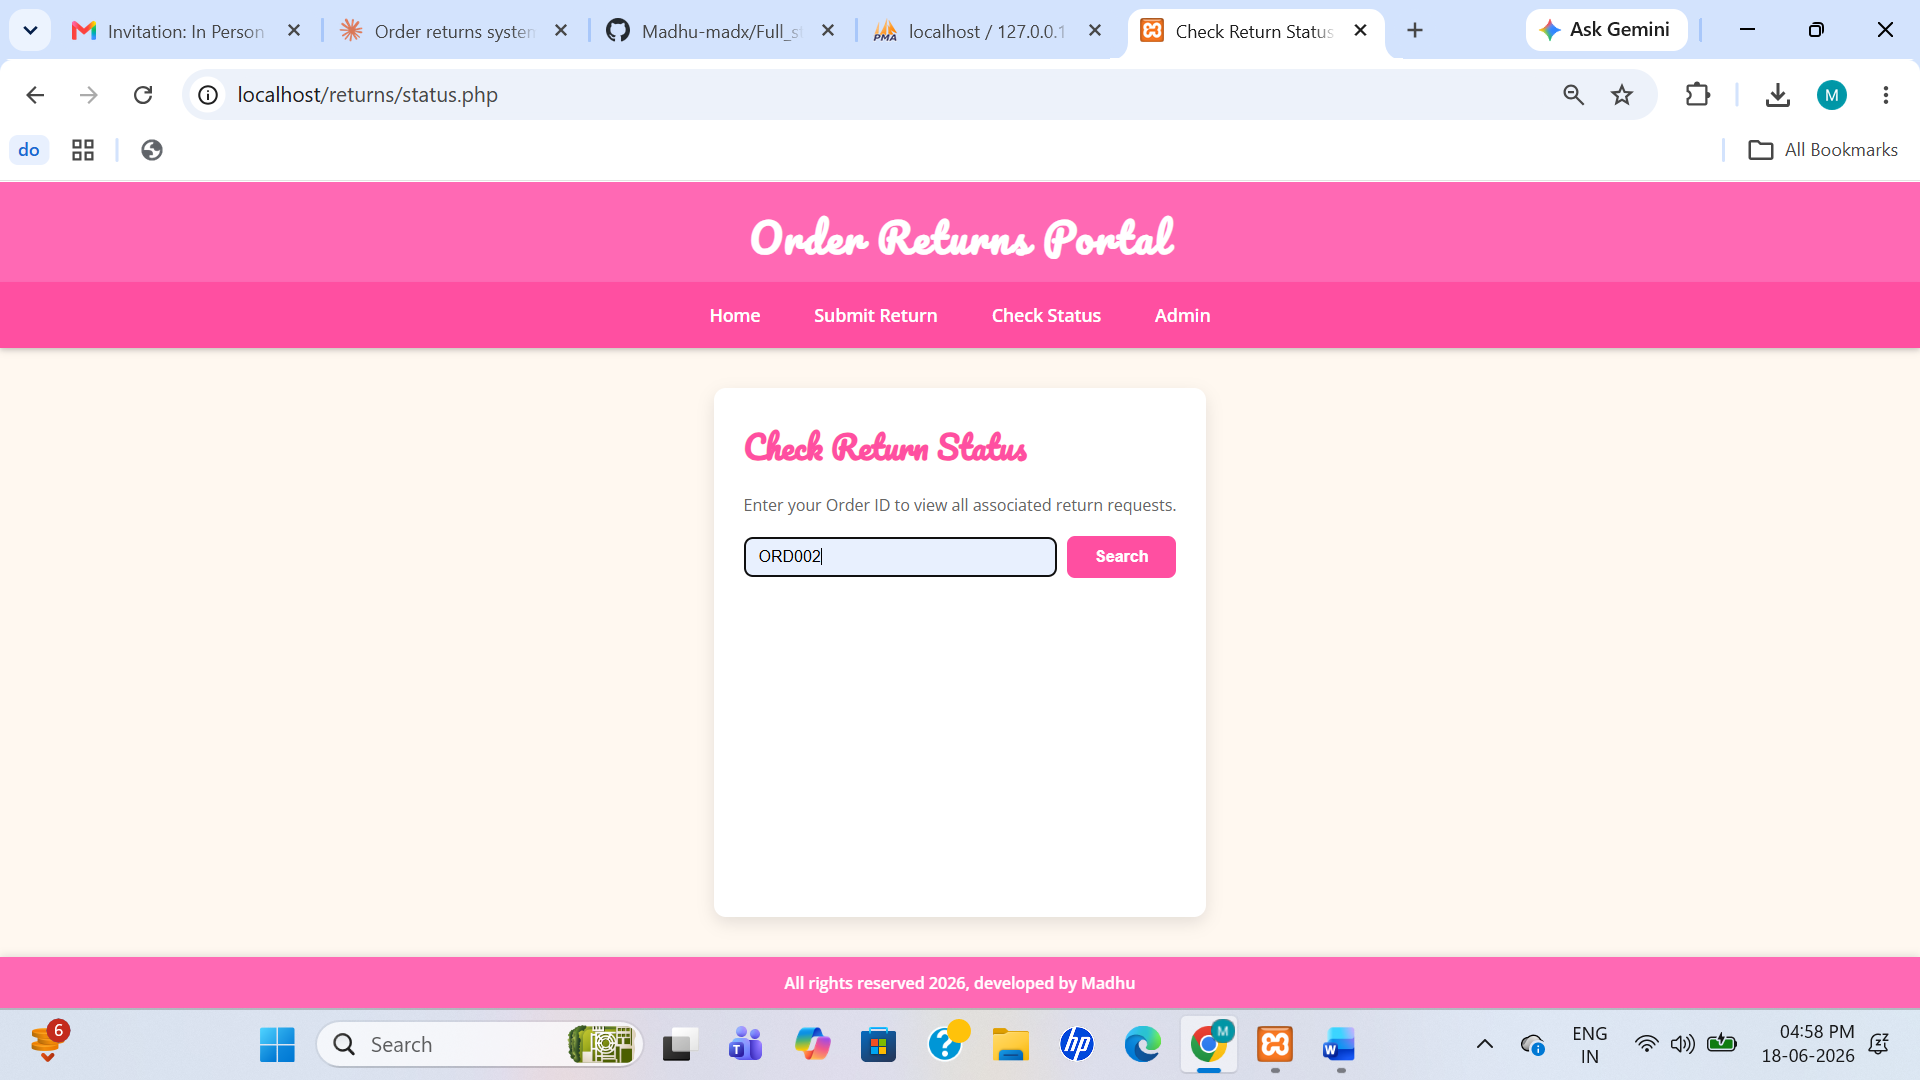 Invitation: In Person
Order returns system
Madhu-madx/Full_st
PMA
localhost / 127.0.0.1
Check Return Status
Ask Gemini
localhost/returns/status.php
M
do
All Bookmarks
Order Returns Portal
Home
Submit Return
Check Status
Admin
Check Return Status
Enter your Order ID to view all associated return requests.
ORD002
Search
All rights reserved 2026, developed by Madhu
6
Search
T
?
hp
M
W
ENG
IN
04:58 PM
18-06-2026